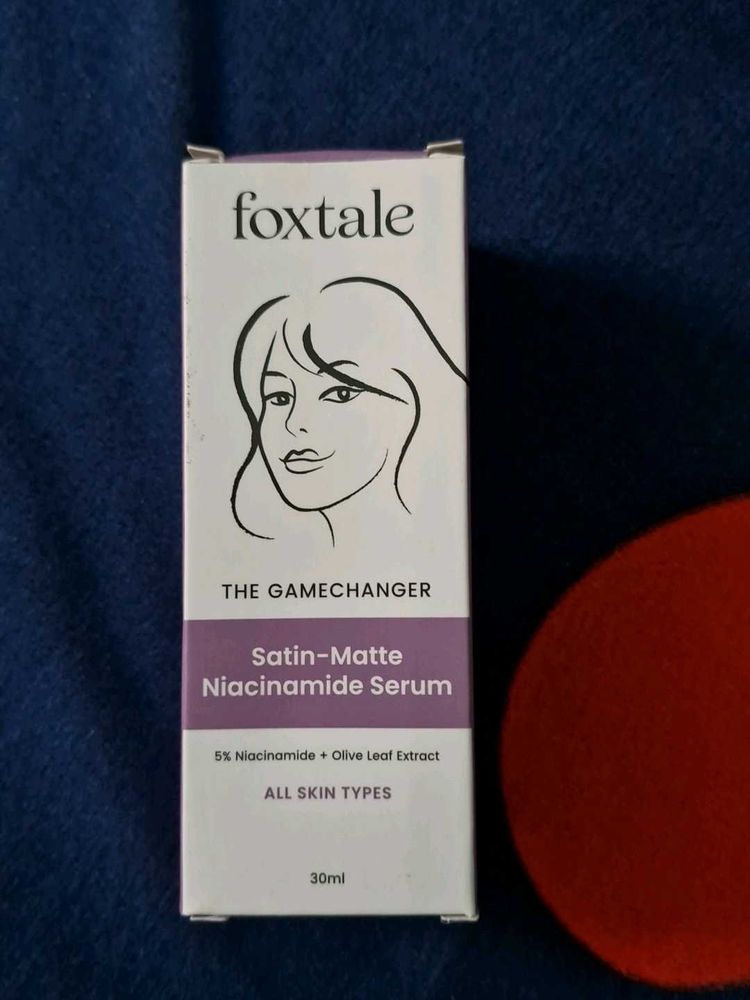 foxtale
THE GAMECHANGER
Satin-Matte
Niacinamide Serum
5% Niacinamide + Olive Leaf Extract
ALL SKIN TYPES
30ml